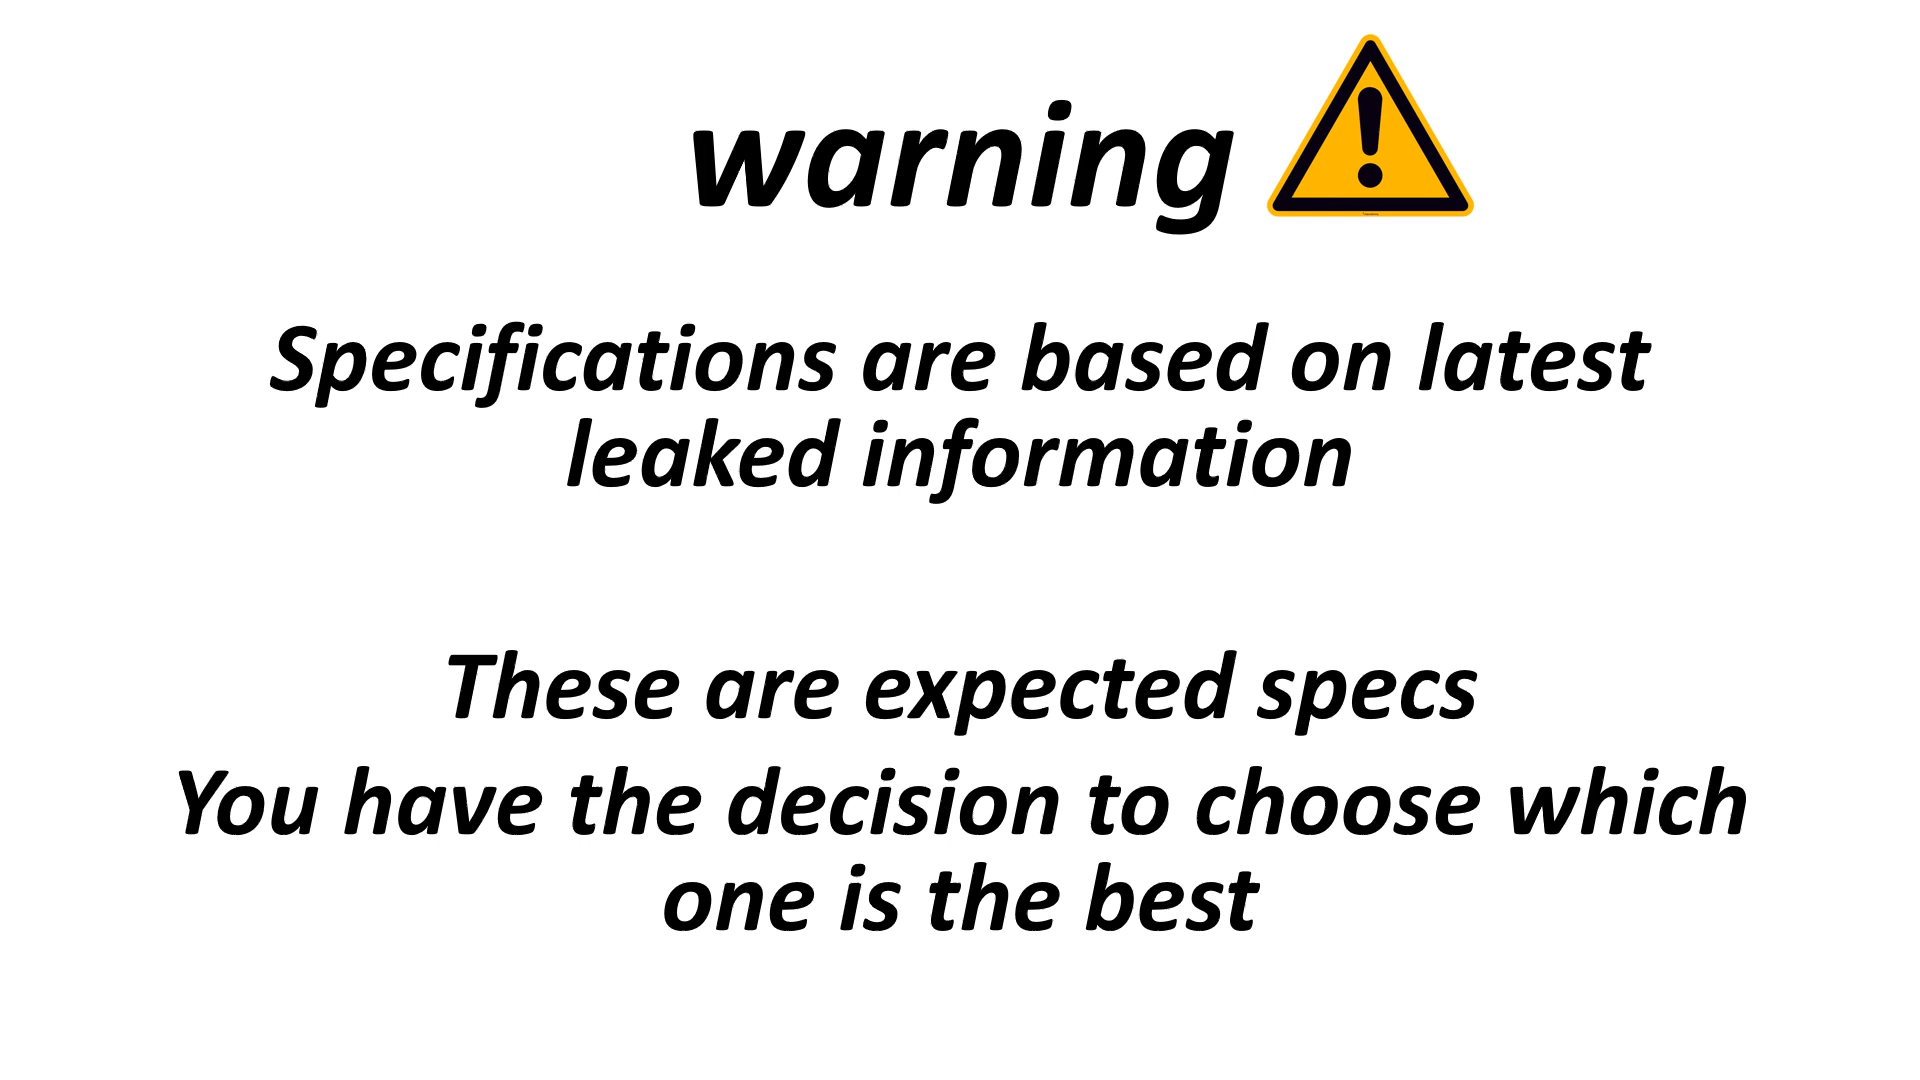 warning
Specifications are based on latest
leaked information
These are expected specs
You have the decision to choose which
one is the best